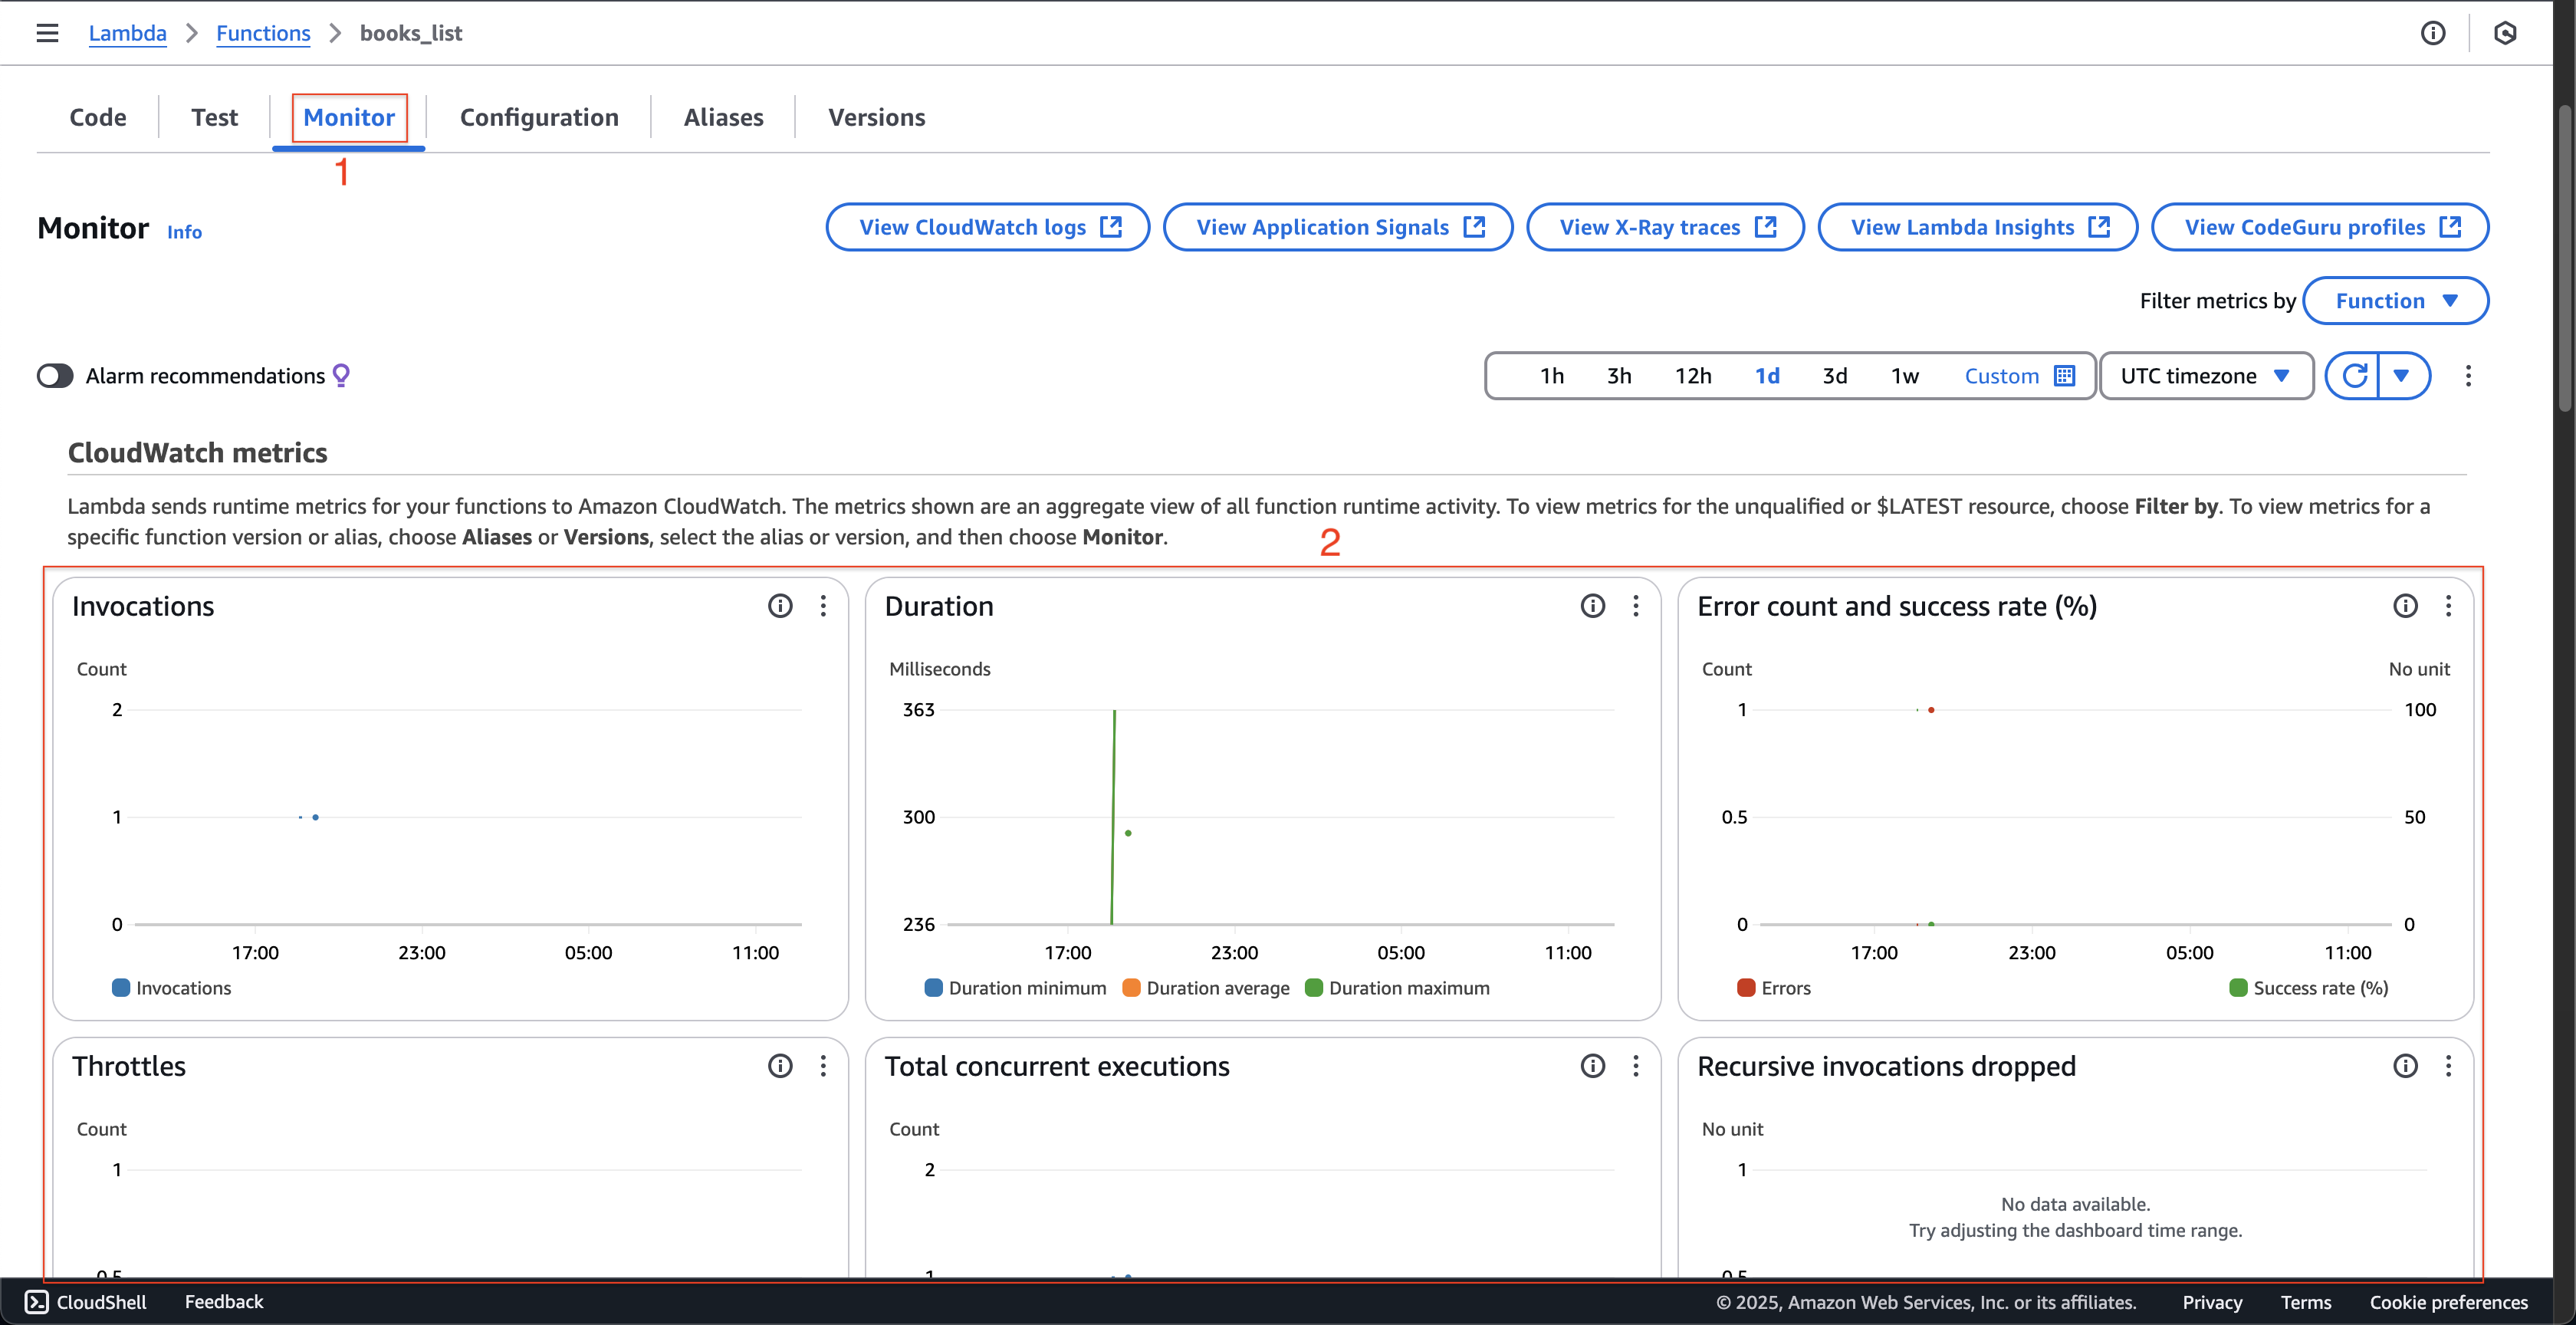 Lambda > Functions > books_list
Code Test Monitor Configuration Aliases Versions
1
Monitor Info View CloudWatch logs View Application Signals View X-Ray traces View Lambda Insights View CodeGuru profiles
Filter metrics by Function
Alarm recommendations 1h 3h 12h 1d 3d 1w Custom UTC timezone
CloudWatch metrics
Lambda sends runtime metrics for your functions to Amazon CloudWatch. The metrics shown are an aggregate view of all function runtime activity. To view metrics for the unqualified or $LATEST resource, choose Filter by. To view metrics for a
specific function version or alias, choose Aliases or Versions, select the alias or version, and then choose Monitor.
2
Invocations
Count
2
1
0
17:00 23:00 05:00 11:00
Invocations
Duration
Milliseconds
363
300
236
17:00 23:00 05:00 11:00
Duration minimum Duration average Duration maximum
Error count and success rate (%)
Count No unit
1 100
0.5 50
0 0
17:00 23:00 05:00 11:00
Errors Success rate (%)
Throttles
Count
1
0.5
Total concurrent executions
Count
2
1
Recursive invocations dropped
No unit
1
No data available.
Try adjusting the dashboard time range.
0.5
CloudShell Feedback © 2025, Amazon Web Services, Inc. or its affiliates. Privacy Terms Cookie preferences